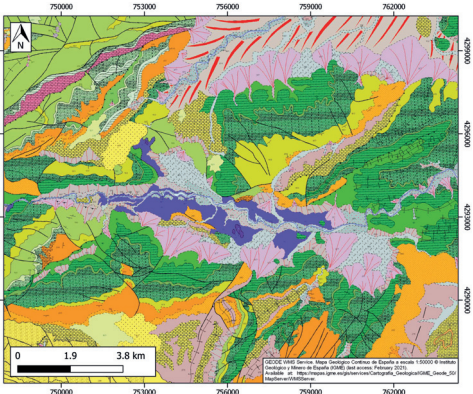 750000 753000 756000 759000 762000
N
4299000
4296000
4293000
4290000
0 1.9 3.8 km
GEODE WMS Service. Mapa Geológico Continuo de España a escala 1:50000 © Instituto
Geológico y Minero de España (IGME) (last access: February 2021).
Available at: https://mapas.igme.es/gis/services/Cartografia_Geologica/IGME_Geode_50/
MapServer/WMSServer.
750000 753000 756000 759000 762000